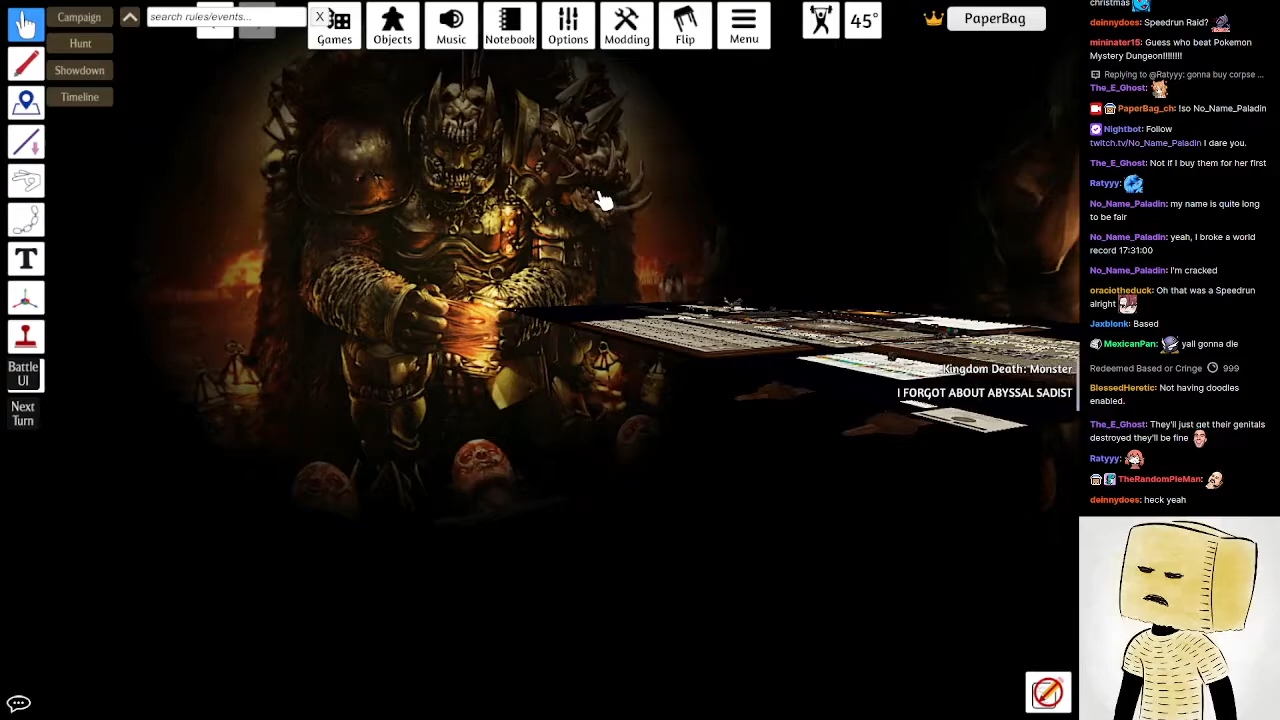 Campaign
search rules/events...
X
Hunt
Showdown
Timeline
Games
Objects
Music
Notebook
Options
Modding
Flip
Menu
45°
PaperBag
T
Battle
UI
Next
Turn
Kingdom Death: Monster
I FORGOT ABOUT ABYSSAL SADIST
christmas
deinnydoes: Speedrun Raid?
mininater15: Guess who beat Pokemon
Mystery Dungeon!!!!!!!!
Replying to @Ratyyy: gonna buy corpse ...
The_E_Ghost:
PaperBag_ch: !so No_Name_Paladin
Nightbot: Follow
twitch.tv/No_Name_Paladin I dare you.
The_E_Ghost: Not if I buy them for her first
Ratyyy:
No_Name_Paladin: my name is quite long
to be fair
No_Name_Paladin: yeah, I broke a world
record 17:31:00
No_Name_Paladin: I'm cracked
oraciotheduck: Oh that was a Speedrun
alright
Jaxblonk: Based
MexicanPan: yall gonna die
Redeemed Based or Cringe 999
BlessedHeretic: Not having doodles
enabled.
The_E_Ghost: They'll just get their genitals
destroyed they'll be fine
Ratyyy:
TheRandomPieMan:
deinnydoes: heck yeah